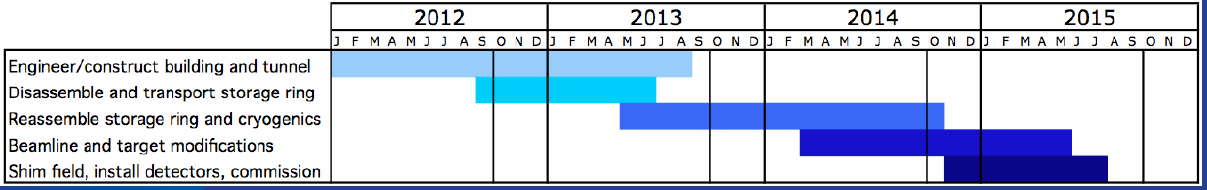 2012 2013 2014 2015
J F M A M J J A S O N D J F M A M J J A S O N D J F M A M J J A S O N D J F M A M J J A S O N D
Engineer/construct building and tunnel
Disassemble and transport storage ring
Reassemble storage ring and cryogenics
Beamline and target modifications
Shim field, install detectors, commission